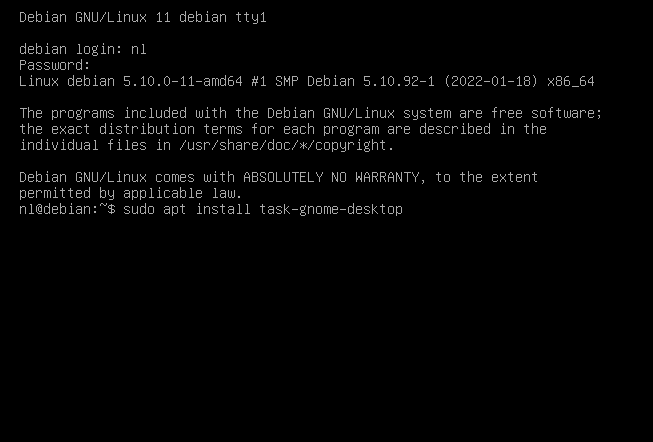 Debian GNU/Linux 11 debian tty1
debian login: nl
Password:
Linux debian 5.10.0-11-amd64 #1 SMP Debian 5.10.92-1 (2022-01-18) x86_64
The programs included with the Debian GNU/Linux system are free software;
the exact distribution terms for each program are described in the
individual files in /usr/share/doc/*/copyright.
Debian GNU/Linux comes with ABSOLUTELY NO WARRANTY, to the extent
permitted by applicable law.
nl@debian:~$ sudo apt install task-gnome-desktop